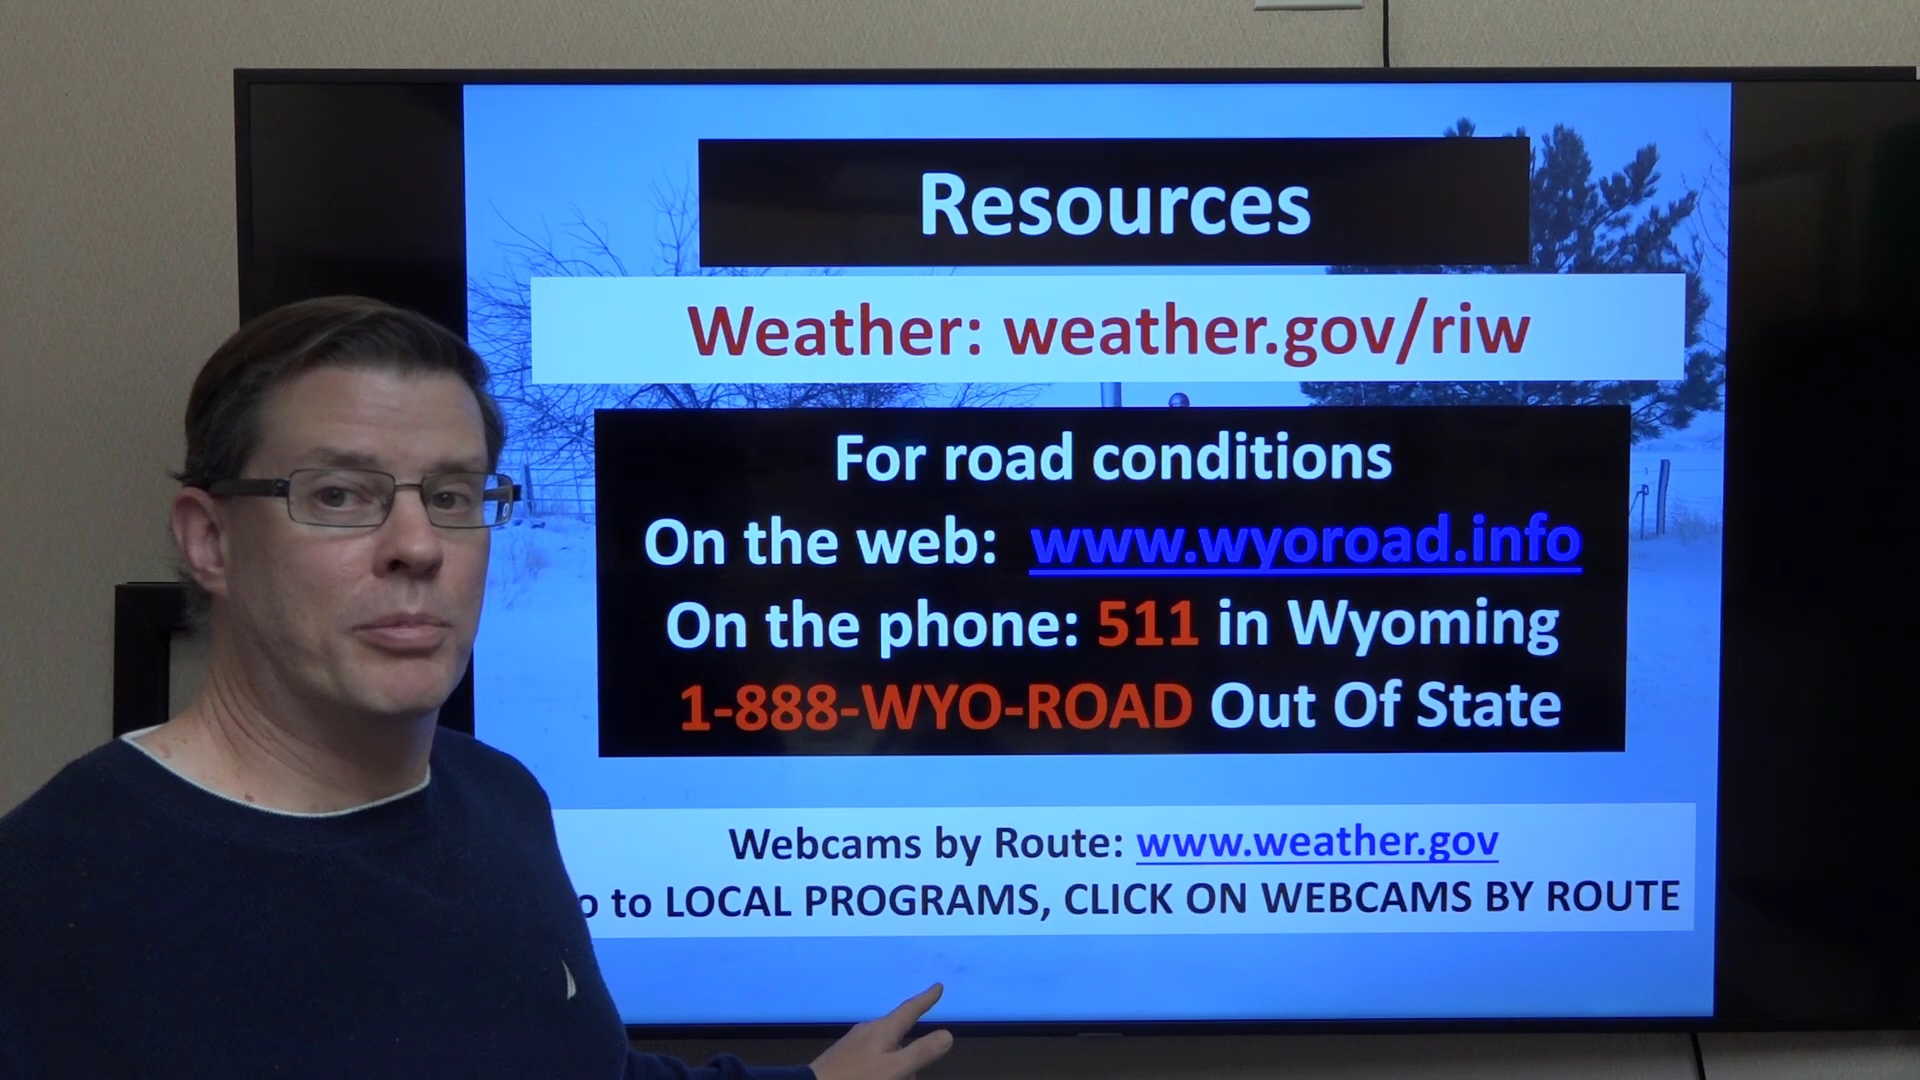 Resources
Weather: weather.gov/riw
For road conditions
On the web: www.wyoroad.info
On the phone: 511 in Wyoming
1-888-WYO-ROAD Out Of State
Webcams by Route: www.weather.gov
o to LOCAL PROGRAMS, CLICK ON WEBCAMS BY ROUTE